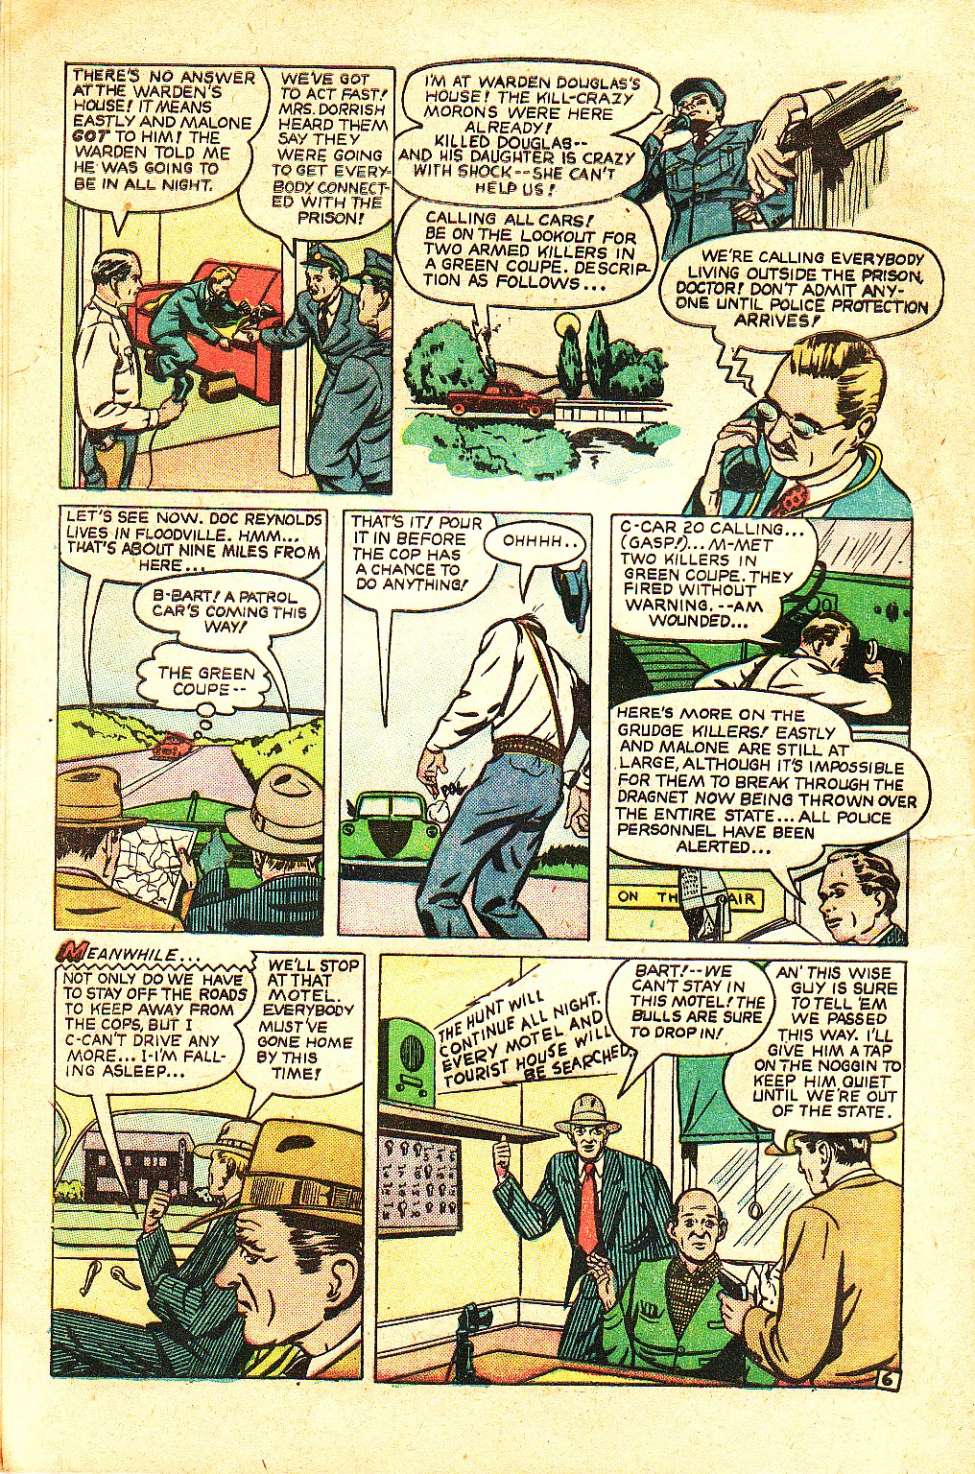 THERE'S NO ANSWER
AT THE WARDEN'S
HOUSE! IT MEANS
EASTLY AND MALONE
GOT TO HIM! THE
WARDEN TOLD ME
HE WAS GOING TO
BE IN ALL NIGHT.
WE'VE GOT
TO ACT FAST!
MRS. DORRISH
HEARD THEM
SAY THEY
WERE GOING
TO GET EVERY-
BODY CONNECT-
ED WITH THE
PRISON!
I'M AT WARDEN DOUGLAS'S
HOUSE! THE KILL-CRAZY
MORONS WERE HERE
ALREADY!
KILLED DOUGLAS--
AND HIS DAUGHTER IS CRAZY
WITH SHOCK--SHE CAN'T
HELP US!
CALLING ALL CARS!
BE ON THE LOOKOUT FOR
TWO ARMED KILLERS IN
A GREEN COUPE. DESCRIP-
TION AS FOLLOWS...
WE'RE CALLING EVERYBODY
LIVING OUTSIDE THE PRISON,
DOCTOR! DON'T ADMIT ANY-
ONE UNTIL POLICE PROTECTION
ARRIVES!
LET'S SEE NOW. DOC REYNOLDS
LIVES IN FLOODVILLE. HMM...
THAT'S ABOUT NINE MILES FROM
HERE...
B-BART! A PATROL
CAR'S COMING THIS
WAY!
THE GREEN
COUPE--
THAT'S IT! POUR
IT IN BEFORE
THE COP HAS
A CHANCE TO
DO ANYTHING!
OHHHH..
POW
C-CAR 20 CALLING...
(GASP!)... M-MET
TWO KILLERS IN
GREEN COUPE. THEY
FIRED WITHOUT
WARNING.--AM
WOUNDED...
HERE'S MORE ON THE
GRUDGE KILLERS! EASTLY
AND MALONE ARE STILL AT
LARGE, ALTHOUGH IT'S IMPOSSIBLE
FOR THEM TO BREAK THROUGH THE
DRAGNET NOW BEING THROWN OVER
THE ENTIRE STATE... ALL POLICE
PERSONNEL HAVE BEEN
ALERTED...
ON TH AIR
MEANWHILE...
NOT ONLY DO WE HAVE
TO STAY OFF THE ROADS
TO KEEP AWAY FROM
THE COPS, BUT I
C-CAN'T DRIVE ANY
MORE... I-I'M FALL-
ING ASLEEP...
WE'LL STOP
AT THAT
MOTEL.
EVERYBODY
MUST'VE
GONE HOME
BY THIS
TIME!
THE HUNT WILL
CONTINUE ALL NIGHT.
EVERY MOTEL AND
TOURIST HOUSE WILL
BE SEARCHED.
BART!--WE
CAN'T STAY IN
THIS MOTEL! THE
BULLS ARE SURE
TO DROP IN!
AN' THIS WISE
GUY IS SURE
TO TELL 'EM
WE PASSED
THIS WAY. I'LL
GIVE HIM A TAP
ON THE NOGGIN TO
KEEP HIM QUIET
UNTIL WE'RE OUT
OF THE STATE.
6